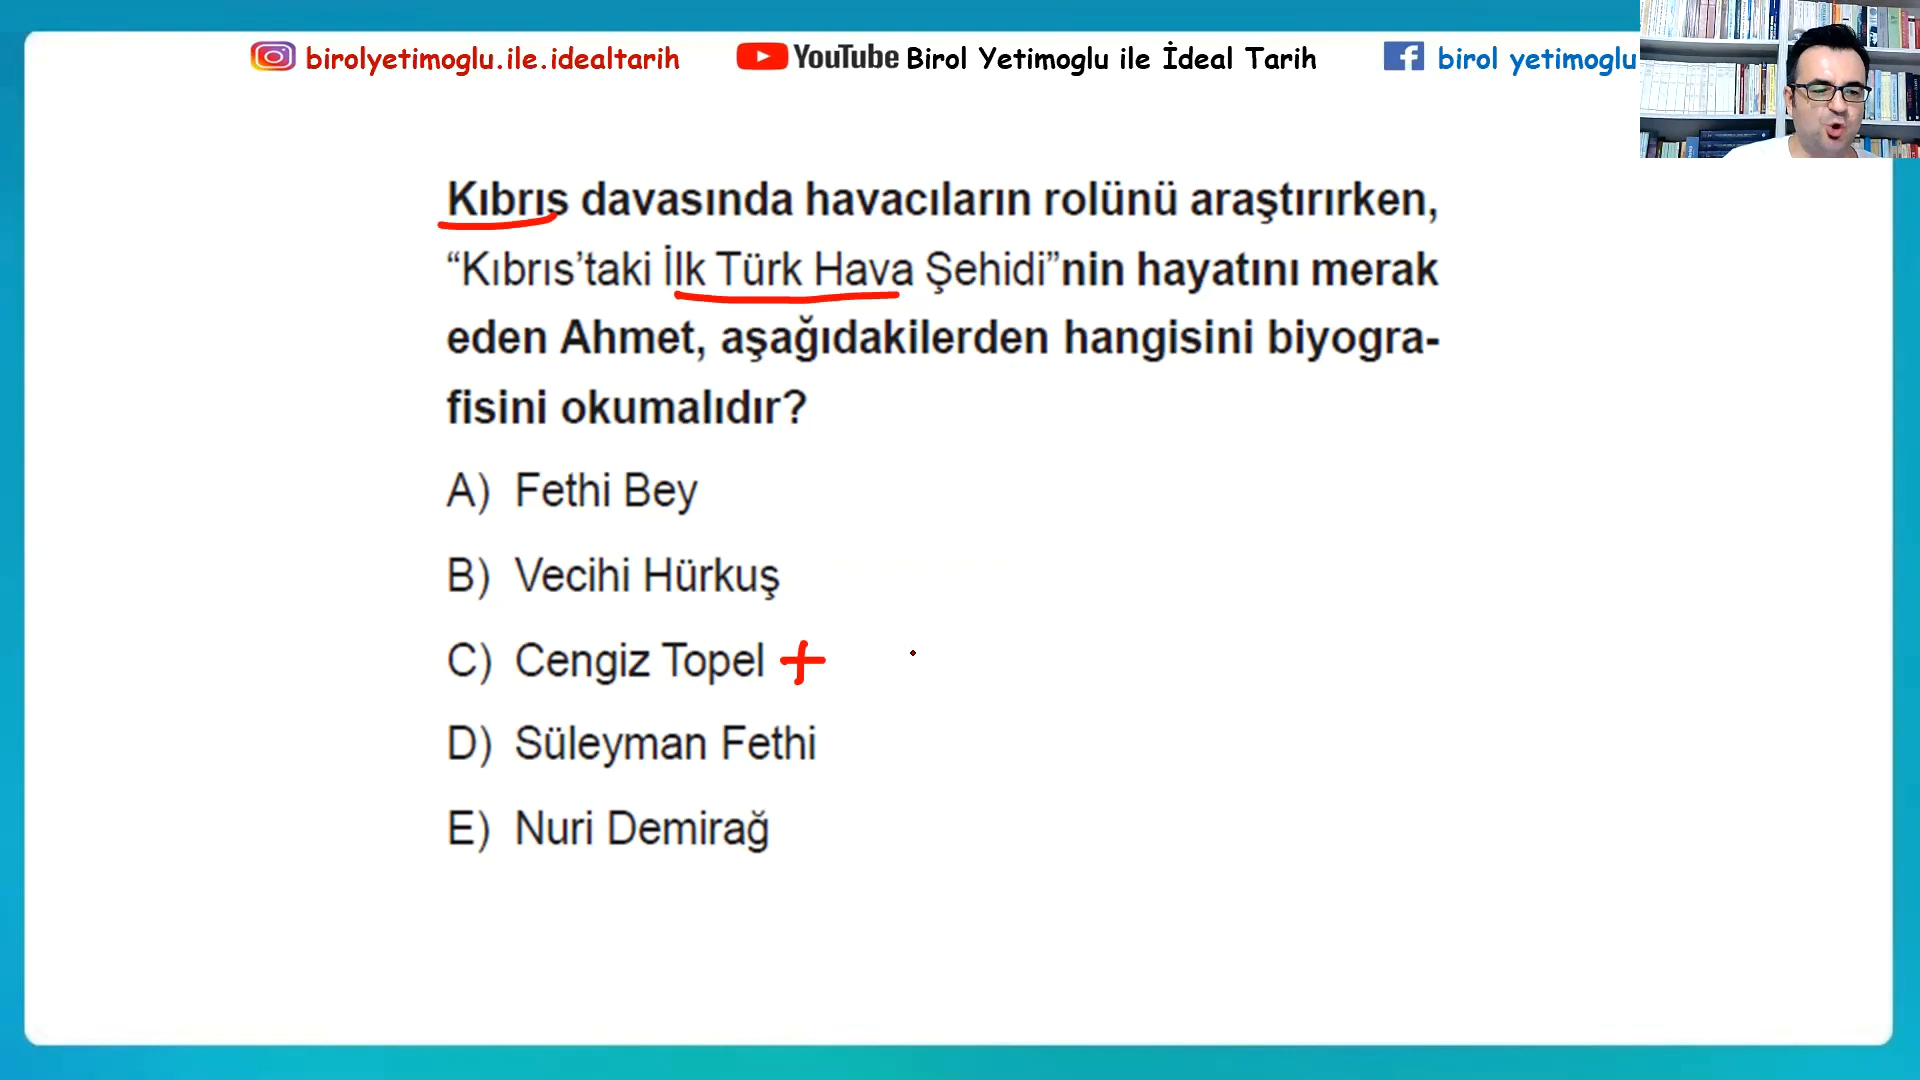 birolyetimoglu.ile.idealtarih YouTube Birol Yetimoglu ile İdeal Tarih birol yetimoglu
Kıbrıs davasında havacıların rolünü araştırırken,
“Kıbrıs’taki İlk Türk Hava Şehidi”nin hayatını merak
eden Ahmet, aşağıdakilerden hangisini biyogra-
fisini okumalıdır?
A) Fethi Bey
B) Vecihi Hürkuş
C) Cengiz Topel +
D) Süleyman Fethi
E) Nuri Demirağ